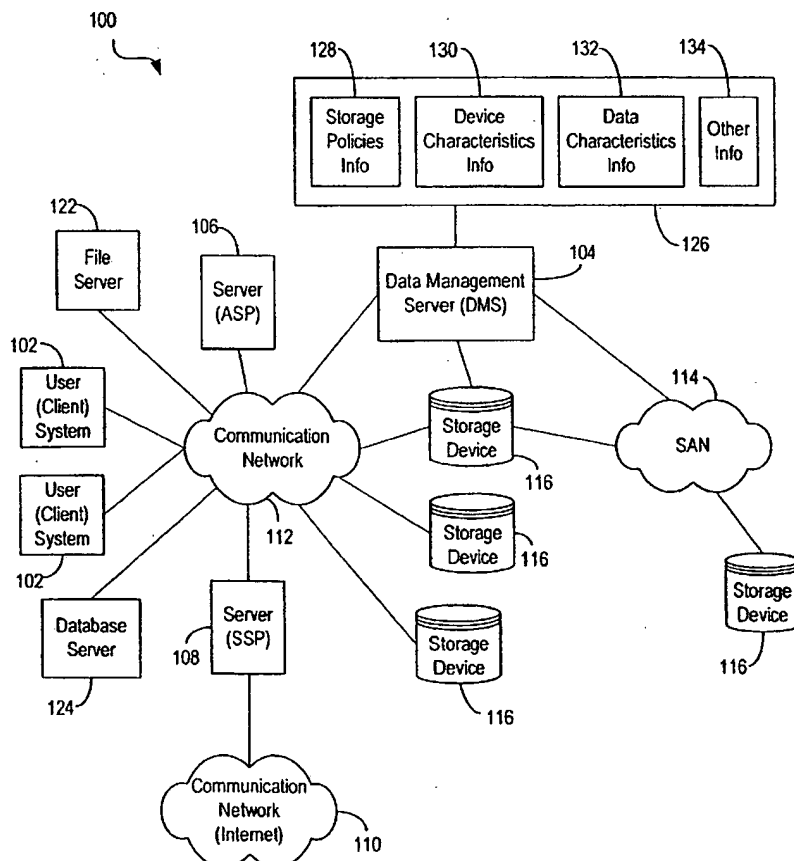 100
128
130
132
134
Storage
Policies
Info
Device
Characteristics
Info
Data
Characteristics
Info
Other
Info
126
122
File
Server
106
Server
(ASP)
104
Data Management
Server (DMS)
102
User
(Client)
System
Communication
Network
112
Storage
Device
116
114
SAN
User
(Client)
System
102
Storage
Device
116
Storage
Device
116
Database
Server
124
Server
(SSP)
108
Storage
Device
116
Communication
Network
(Internet)
110